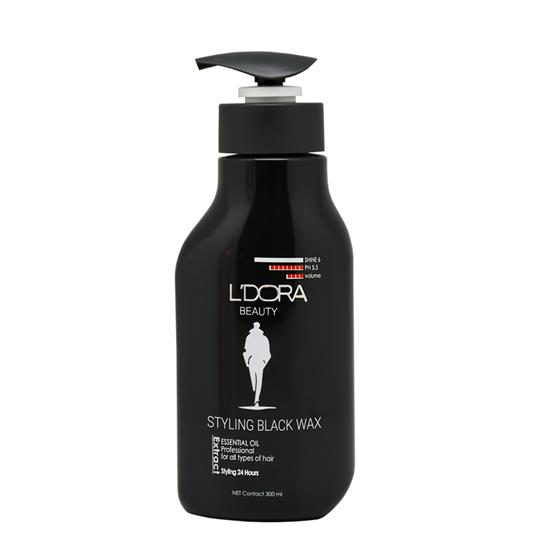 SHINE 6
PH 5.5
volume
L'DORA
BEAUTY
STYLING BLACK WAX
Extract
ESSENTIAL OIL
Professional
for all types of hair
Styling 24 Hours
NET Contact 300 ml